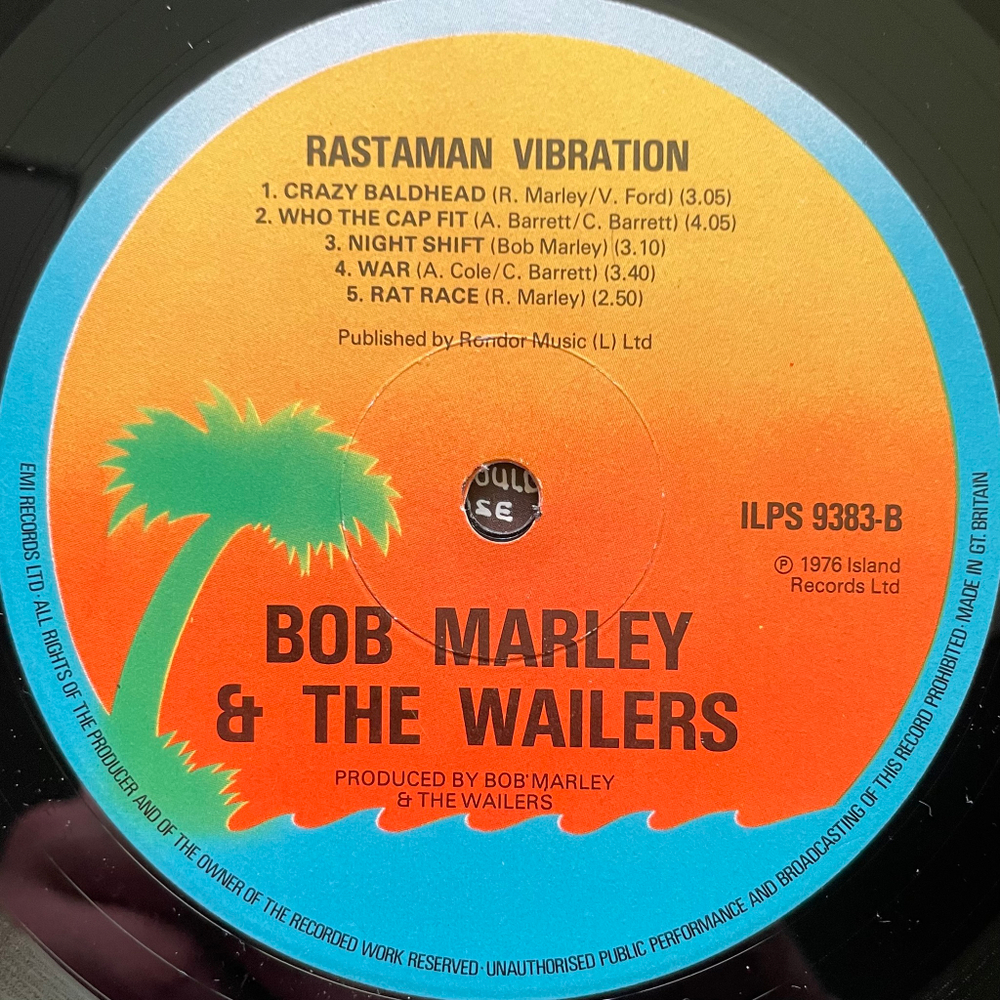 RASTAMAN VIBRATION
1. CRAZY BALDHEAD (R. Marley/V. Ford) (3.05)
2. WHO THE CAP FIT (A. Barrett/C. Barrett) (4.05)
3. NIGHT SHIFT (Bob Marley) (3.10)
4. WAR (A. Cole/C. Barrett) (3.40)
5. RAT RACE (R. Marley) (2.50)
Published by Rondor Music (L) Ltd
ILPS 9383-B
℗ 1976 Island
Records Ltd
BOB MARLEY
& THE WAILERS
PRODUCED BY BOB MARLEY
& THE WAILERS
EMI RECORDS LTD · ALL RIGHTS OF THE PRODUCER AND OF THE OWNER OF THE RECORDED WORK RESERVED · UNAUTHORISED PUBLIC PERFORMANCE AND BROADCASTING OF THIS RECORD PROHIBITED · MADE IN GT. BRITAIN